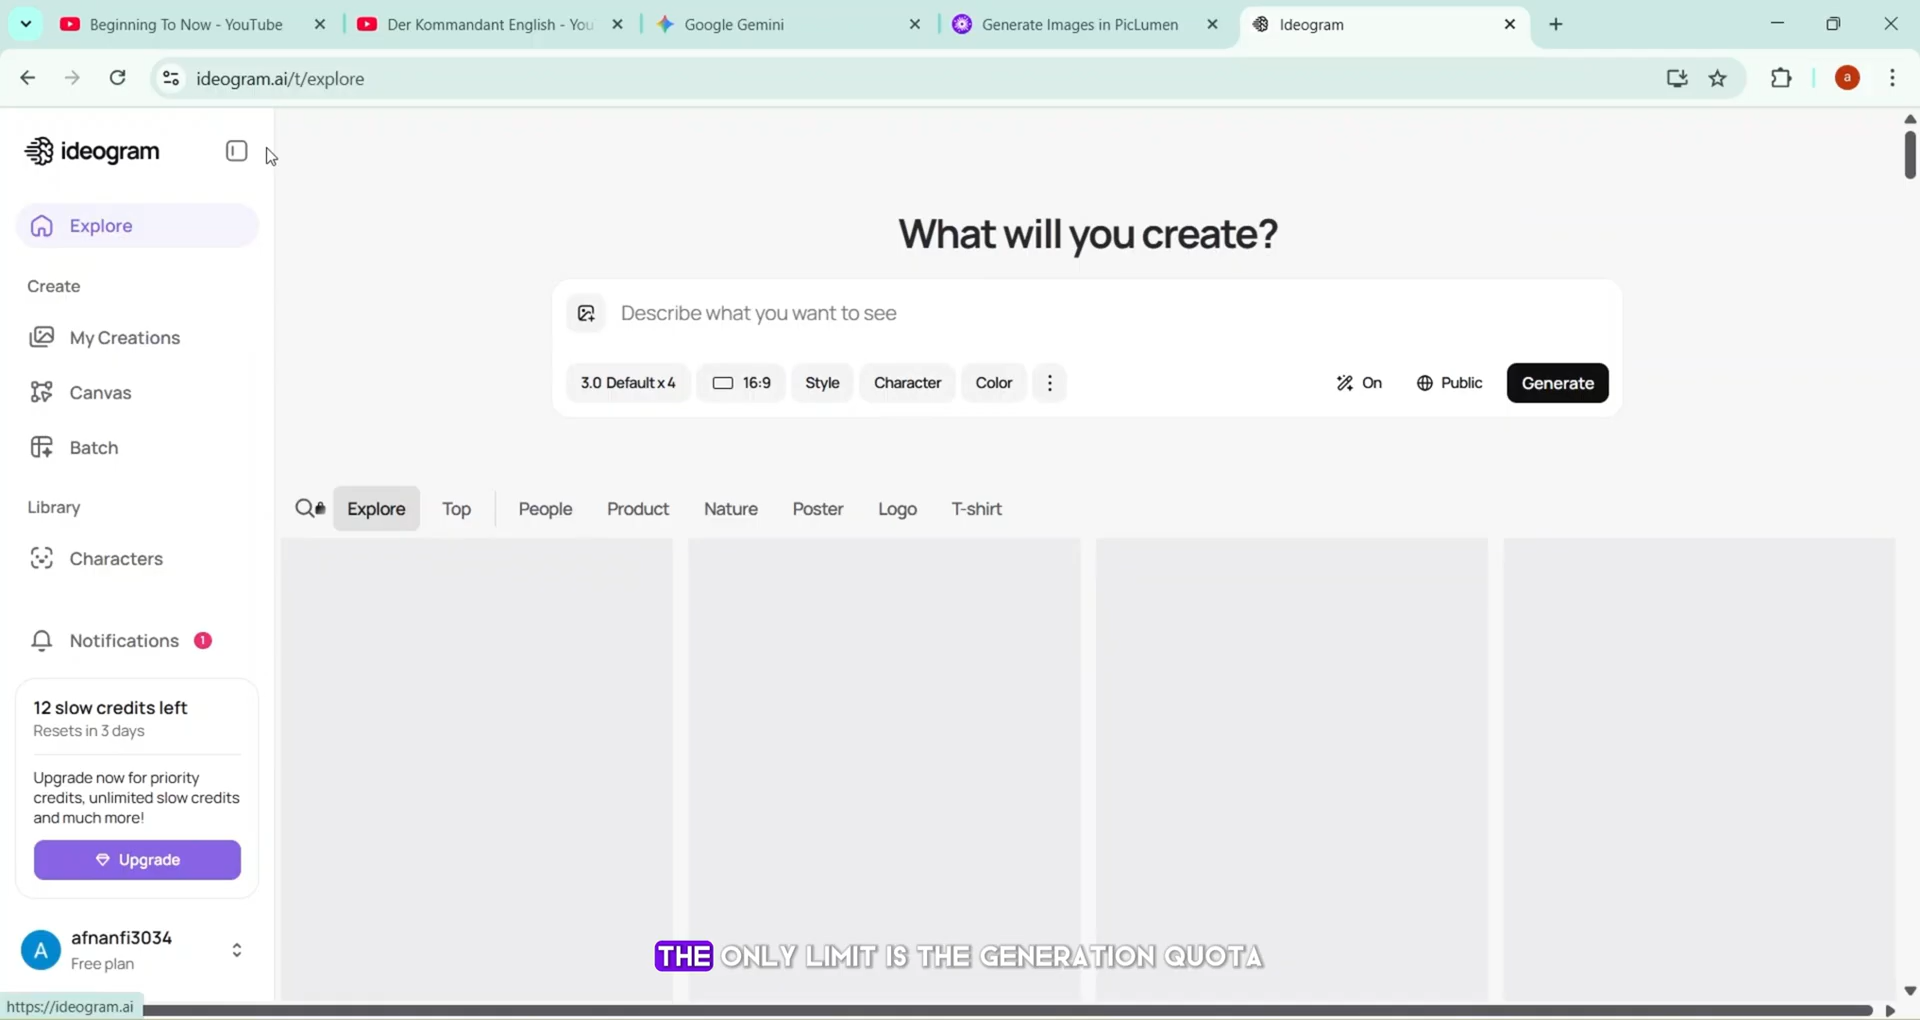 Beginning To Now - YouTube
Der Kommandant English - You
Google Gemini
Generate Images in PicLumen
Ideogram
ideogram.ai/t/explore
a
ideogram
Explore
Create
My Creations
Canvas
Batch
Library
Characters
Notifications 1
12 slow credits left
Resets in 3 days
Upgrade now for priority
credits, unlimited slow credits
and much more!
Upgrade
A
afnanfi3034
Free plan
https://ideogram.ai
What will you create?
Describe what you want to see
3.0 Default x 4
16:9
Style
Character
Color
On
Public
Generate
Explore
Top
People
Product
Nature
Poster
Logo
T-shirt
THE ONLY LIMIT IS THE GENERATION QUOTA